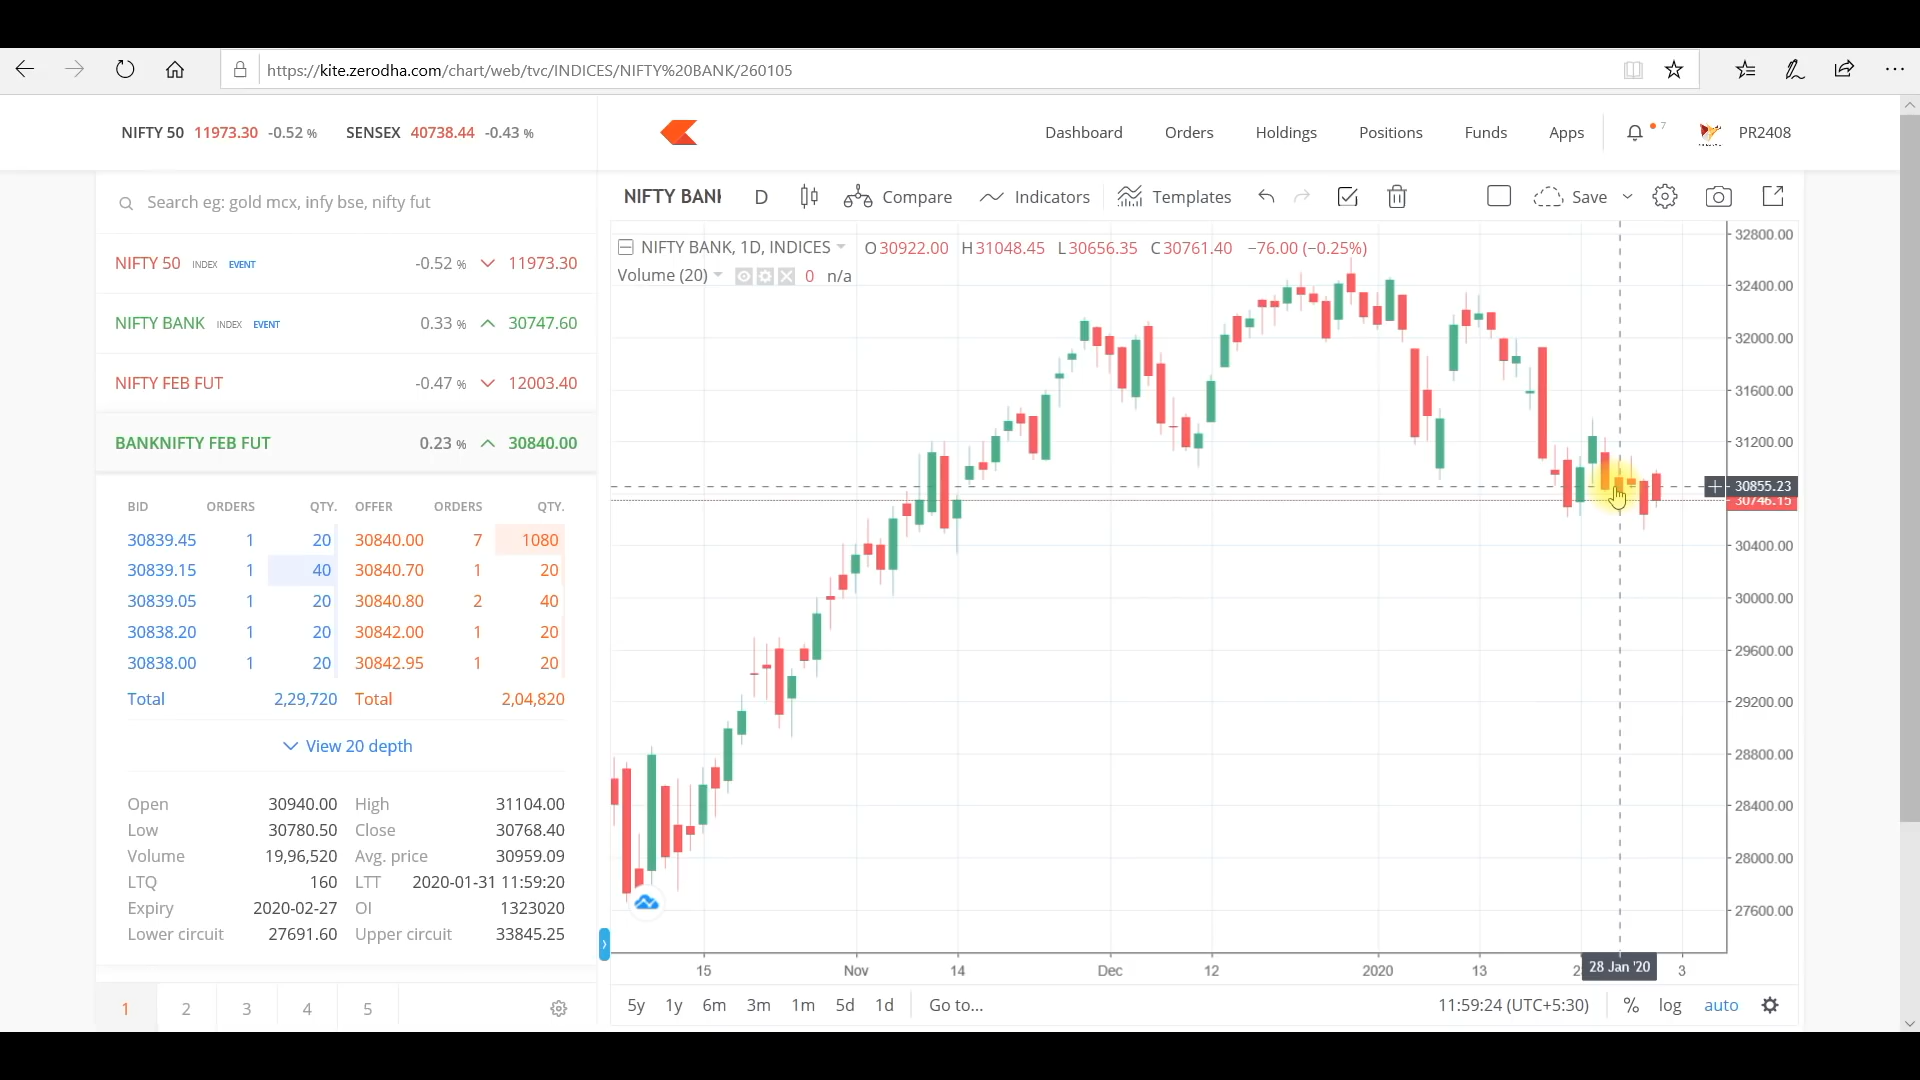 https://kite.zerodha.com/chart/web/tvc/INDICES/NIFTY%20BANK/260105
NIFTY 50 11973.30 -0.52 % SENSEX 40738.44 -0.43 %
Dashboard Orders Holdings Positions Funds Apps 7 PR2408
Search eg: gold mcx, infy bse, nifty fut
NIFTY 50 INDEX EVENT -0.52 % 11973.30
NIFTY BANK INDEX EVENT 0.33 % 30747.60
NIFTY FEB FUT -0.47 % 12003.40
BANKNIFTY FEB FUT 0.23 % 30840.00
BID ORDERS QTY. OFFER ORDERS QTY.
30839.45 1 20 30840.00 7 1080
30839.15 1 40 30840.70 1 20
30839.05 1 20 30840.80 2 40
30838.20 1 20 30842.00 1 20
30838.00 1 20 30842.95 1 20
Total 2,29,720 Total 2,04,820
View 20 depth
Open 30940.00 High 31104.00
Low 30780.50 Close 30768.40
Volume 19,96,520 Avg. price 30959.09
LTQ 160 LTT 2020-01-31 11:59:20
Expiry 2020-02-27 OI 1323020
Lower circuit 27691.60 Upper circuit 33845.25
1 2 3 4 5
NIFTY BANK D Compare Indicators Templates Save
NIFTY BANK, 1D, INDICES O30922.00 H31048.45 L30656.35 C30761.40 −76.00 (−0.25%)
Volume (20) 0 n/a
32800.00
32400.00
32000.00
31600.00
31200.00
30855.23
30746.15
30400.00
30000.00
29600.00
29200.00
28800.00
28400.00
28000.00
27600.00
15 Nov 14 Dec 12 2020 13 28 Jan '20 3
5y 1y 6m 3m 1m 5d 1d Go to... 11:59:24 (UTC+5:30) % log auto